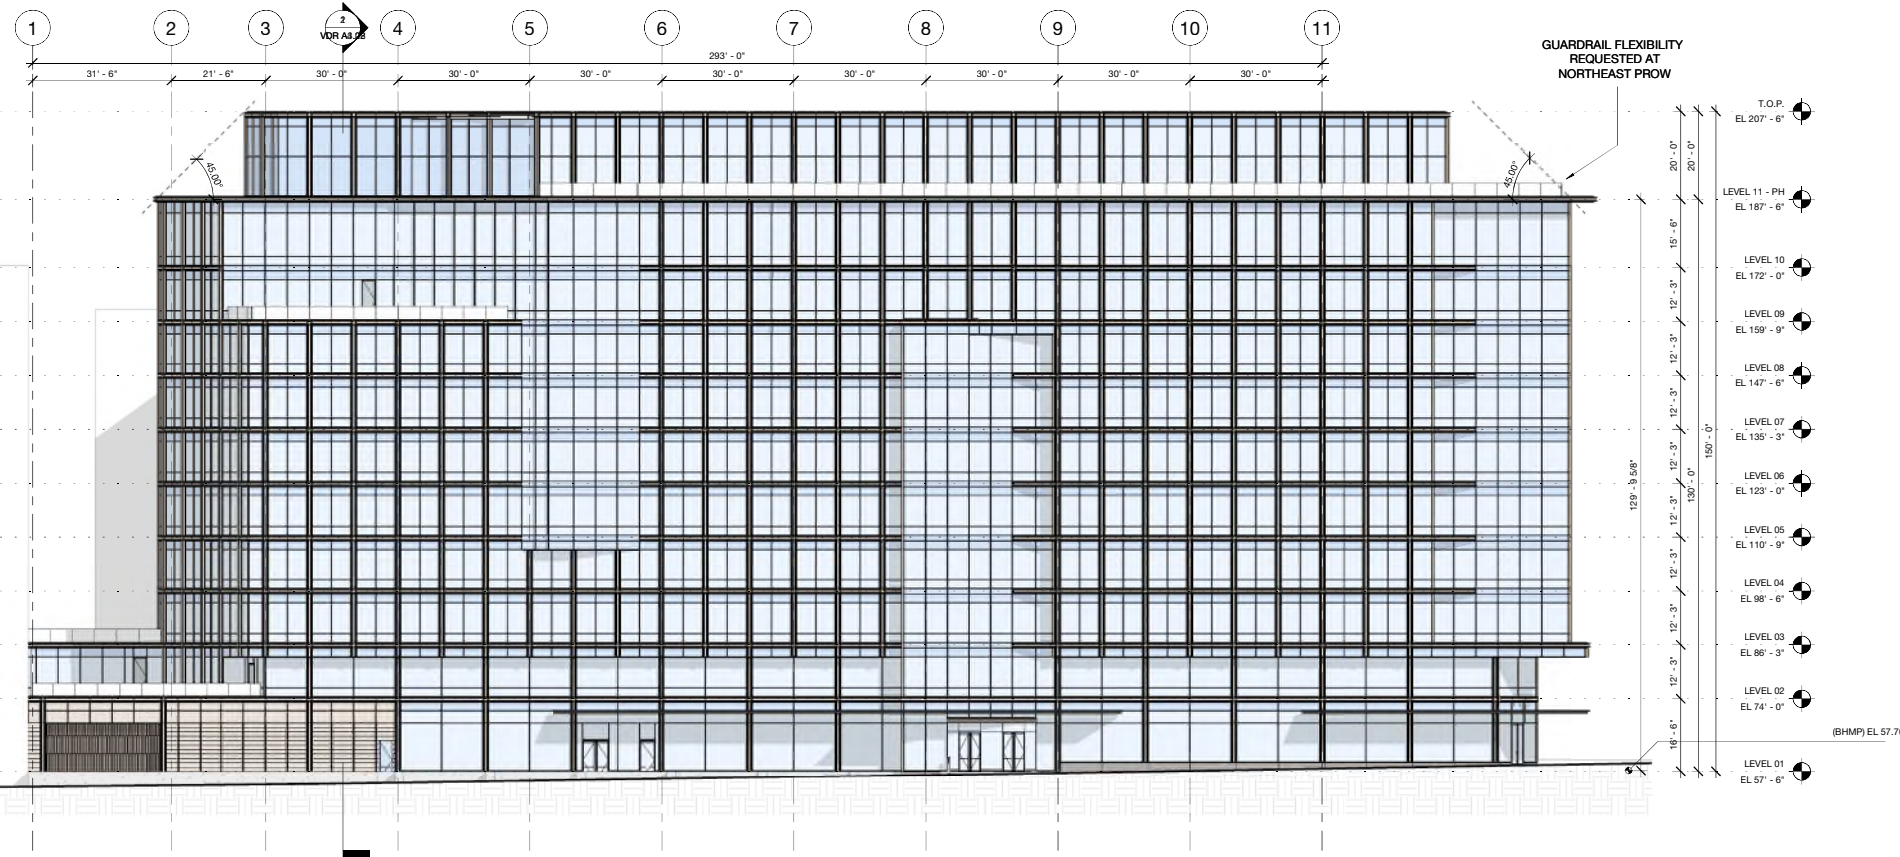 1 2 3 2 4 5 6 7 8 9 10 11
293' - 0"
31' - 6" 21' - 6" 30' - 0" 30' - 0" 30' - 0" 30' - 0" 30' - 0" 30' - 0" 30' - 0" 30' - 0"
GUARDRAIL FLEXIBILITY
REQUESTED AT
NORTHEAST PROW
45.00°
45.00°
T.O.P.
EL 207' - 6"
20' - 0"
20' - 0"
LEVEL 11 - PH
EL 187' - 6"
15' - 6"
LEVEL 10
EL 172' - 0"
12' - 3"
LEVEL 09
EL 159' - 9"
12' - 3"
LEVEL 08
EL 147' - 6"
12' - 3"
LEVEL 07
EL 135' - 3"
12' - 3"
150' - 0"
130' - 0"
129' - 9 5/8"
LEVEL 06
EL 123' - 0"
12' - 3"
LEVEL 05
EL 110' - 9"
12' - 3"
LEVEL 04
EL 98' - 6"
12' - 3"
LEVEL 03
EL 86' - 3"
12' - 3"
LEVEL 02
EL 74' - 0"
16' - 6"
(BHMP) EL 57.7
LEVEL 01
EL 57' - 6"